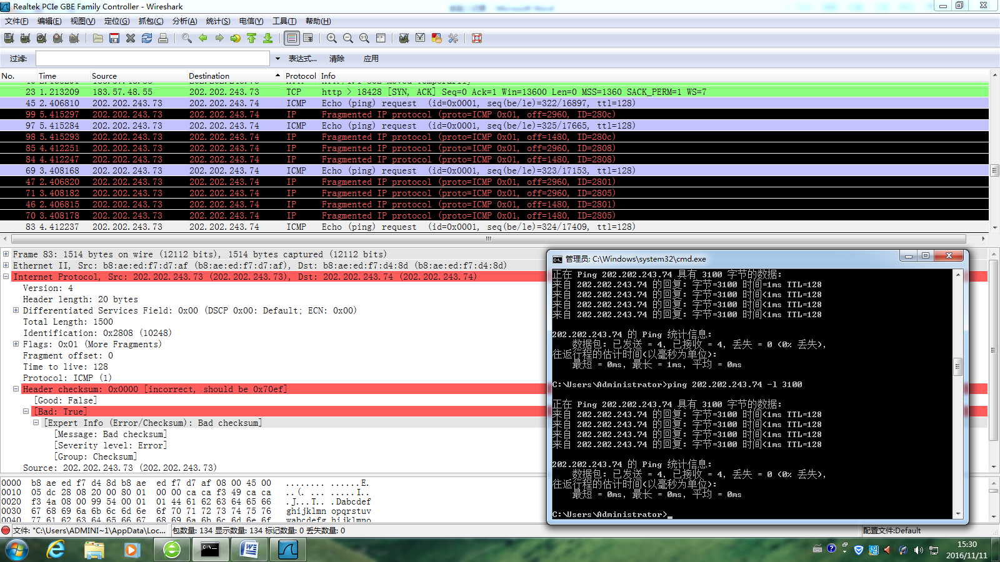 Realtek PCIe GBE Family Controller - Wireshark
文件(F) 编辑(E) 视图(V) 定位(G) 抓包(C) 分析(A) 统计(S) 电信(Y) 工具(T) 帮助(H)
过滤: 表达式... 清除 应用
No. Time Source Destination Protocol Info
23 1.213209 183.57.48.55 202.202.243.73 TCP http > 18428 [SYN, ACK] Seq=0 Ack=1 Win=13600 Len=0 MSS=1360 SACK_PERM=1 WS=7
45 2.406810 202.202.243.73 202.202.243.74 ICMP Echo (ping) request (id=0x0001, seq(be/le)=322/16897, ttl=128)
99 5.415297 202.202.243.73 202.202.243.74 IP Fragmented IP protocol (proto=ICMP 0x01, off=2960, ID=280c)
97 5.415284 202.202.243.73 202.202.243.74 ICMP Echo (ping) request (id=0x0001, seq(be/le)=325/17665, ttl=128)
98 5.415293 202.202.243.73 202.202.243.74 IP Fragmented IP protocol (proto=ICMP 0x01, off=1480, ID=280c)
85 4.412251 202.202.243.73 202.202.243.74 IP Fragmented IP protocol (proto=ICMP 0x01, off=2960, ID=2808)
84 4.412247 202.202.243.73 202.202.243.74 IP Fragmented IP protocol (proto=ICMP 0x01, off=1480, ID=2808)
69 3.408168 202.202.243.73 202.202.243.74 ICMP Echo (ping) request (id=0x0001, seq(be/le)=323/17153, ttl=128)
47 2.406820 202.202.243.73 202.202.243.74 IP Fragmented IP protocol (proto=ICMP 0x01, off=2960, ID=2801)
71 3.408182 202.202.243.73 202.202.243.74 IP Fragmented IP protocol (proto=ICMP 0x01, off=2960, ID=2805)
46 2.406815 202.202.243.73 202.202.243.74 IP Fragmented IP protocol (proto=ICMP 0x01, off=1480, ID=2801)
70 3.408178 202.202.243.73 202.202.243.74 IP Fragmented IP protocol (proto=ICMP 0x01, off=1480, ID=2805)
83 4.412237 202.202.243.73 202.202.243.74 ICMP Echo (ping) request (id=0x0001, seq(be/le)=324/17409, ttl=128)
Frame 83: 1514 bytes on wire (12112 bits), 1514 bytes captured (12112 bits)
Ethernet II, Src: b8:ae:ed:f7:d7:af (b8:ae:ed:f7:d7:af), Dst: b8:ae:ed:f7:d4:8d (b8:ae:ed:f7:d4:8d)
Internet Protocol, Src: 202.202.243.73 (202.202.243.73), Dst: 202.202.243.74 (202.202.243.74)
Version: 4
Header length: 20 bytes
Differentiated Services Field: 0x00 (DSCP 0x00: Default; ECN: 0x00)
Total Length: 1500
Identification: 0x2808 (10248)
Flags: 0x01 (More Fragments)
Fragment offset: 0
Time to live: 128
Protocol: ICMP (1)
Header checksum: 0x0000 [incorrect, should be 0x70ef]
[Good: False]
[Bad: True]
[Expert Info (Error/Checksum): Bad checksum]
[Message: Bad checksum]
[Severity level: Error]
[Group: Checksum]
Source: 202.202.243.73 (202.202.243.73)
0000 b8 ae ed f7 d4 8d b8 ae ed f7 d7 af 08 00 45 00 ........ ......E.
0010 05 dc 28 08 20 00 80 01 00 00 ca ca f3 49 ca ca ..(. ... .....I..
0020 f3 4a 08 00 99 54 00 01 01 44 61 62 63 64 65 66 .J...T.. .Dabcdef
0030 67 68 69 6a 6b 6c 6d 6e 6f 70 71 72 73 74 75 76 ghijklmn opqrstuv
0040 77 61 62 63 64 65 66 67 68 69 6a 6b 6c 6d 6e 6f wabcdefg hijklmno
管理员: C:\Windows\system32\cmd.exe
正在 Ping 202.202.243.74 具有 3100 字节的数据:
来自 202.202.243.74 的回复: 字节=3100 时间=1ms TTL=128
来自 202.202.243.74 的回复: 字节=3100 时间<1ms TTL=128
来自 202.202.243.74 的回复: 字节=3100 时间<1ms TTL=128
来自 202.202.243.74 的回复: 字节=3100 时间<1ms TTL=128
202.202.243.74 的 Ping 统计信息:
数据包: 已发送 = 4, 已接收 = 4, 丢失 = 0 (0% 丢失),
往返行程的估计时间(以毫秒为单位):
最短 = 0ms, 最长 = 1ms, 平均 = 0ms
C:\Users\Administrator>ping 202.202.243.74 -l 3100
正在 Ping 202.202.243.74 具有 3100 字节的数据:
来自 202.202.243.74 的回复: 字节=3100 时间<1ms TTL=128
来自 202.202.243.74 的回复: 字节=3100 时间<1ms TTL=128
来自 202.202.243.74 的回复: 字节=3100 时间<1ms TTL=128
来自 202.202.243.74 的回复: 字节=3100 时间<1ms TTL=128
202.202.243.74 的 Ping 统计信息:
数据包: 已发送 = 4, 已接收 = 4, 丢失 = 0 (0% 丢失),
往返行程的估计时间(以毫秒为单位):
最短 = 0ms, 最长 = 0ms, 平均 = 0ms
C:\Users\Administrator>_
文件: "C:\Users\ADMINI~1\AppData\Loc... 包数量: 134 显示数量: 134 标记数量: 0 丢失数量: 0 配置文件:Default
15:30
2016/11/11